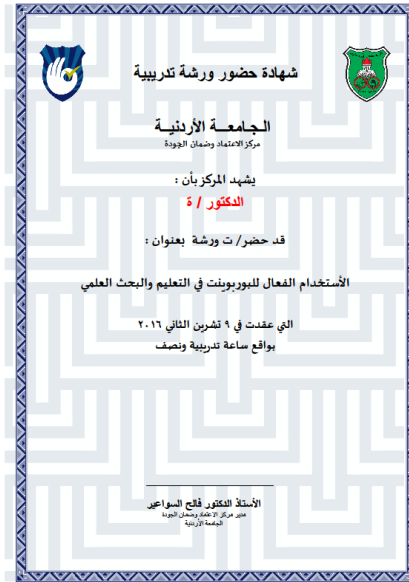 شهادة حضور ورشة تدريبية
الجامعــة الأردنيــة
مركز الاعتماد وضمان الجودة
يشهد المركز بأن :
الدكتور / ة
قد حضر/ ت ورشة بعنوان :
الأستخدام الفعال للبوربوينت في التعليم والبحث العلمي
التي عقدت في ٩ تشرين الثاني ٢٠١٦
بواقع ساعة تدريبية ونصف
الأستاذ الدكتور فالح السواعير
مدير مركز الاعتماد وضمان الجودة
الجامعة الأردنية